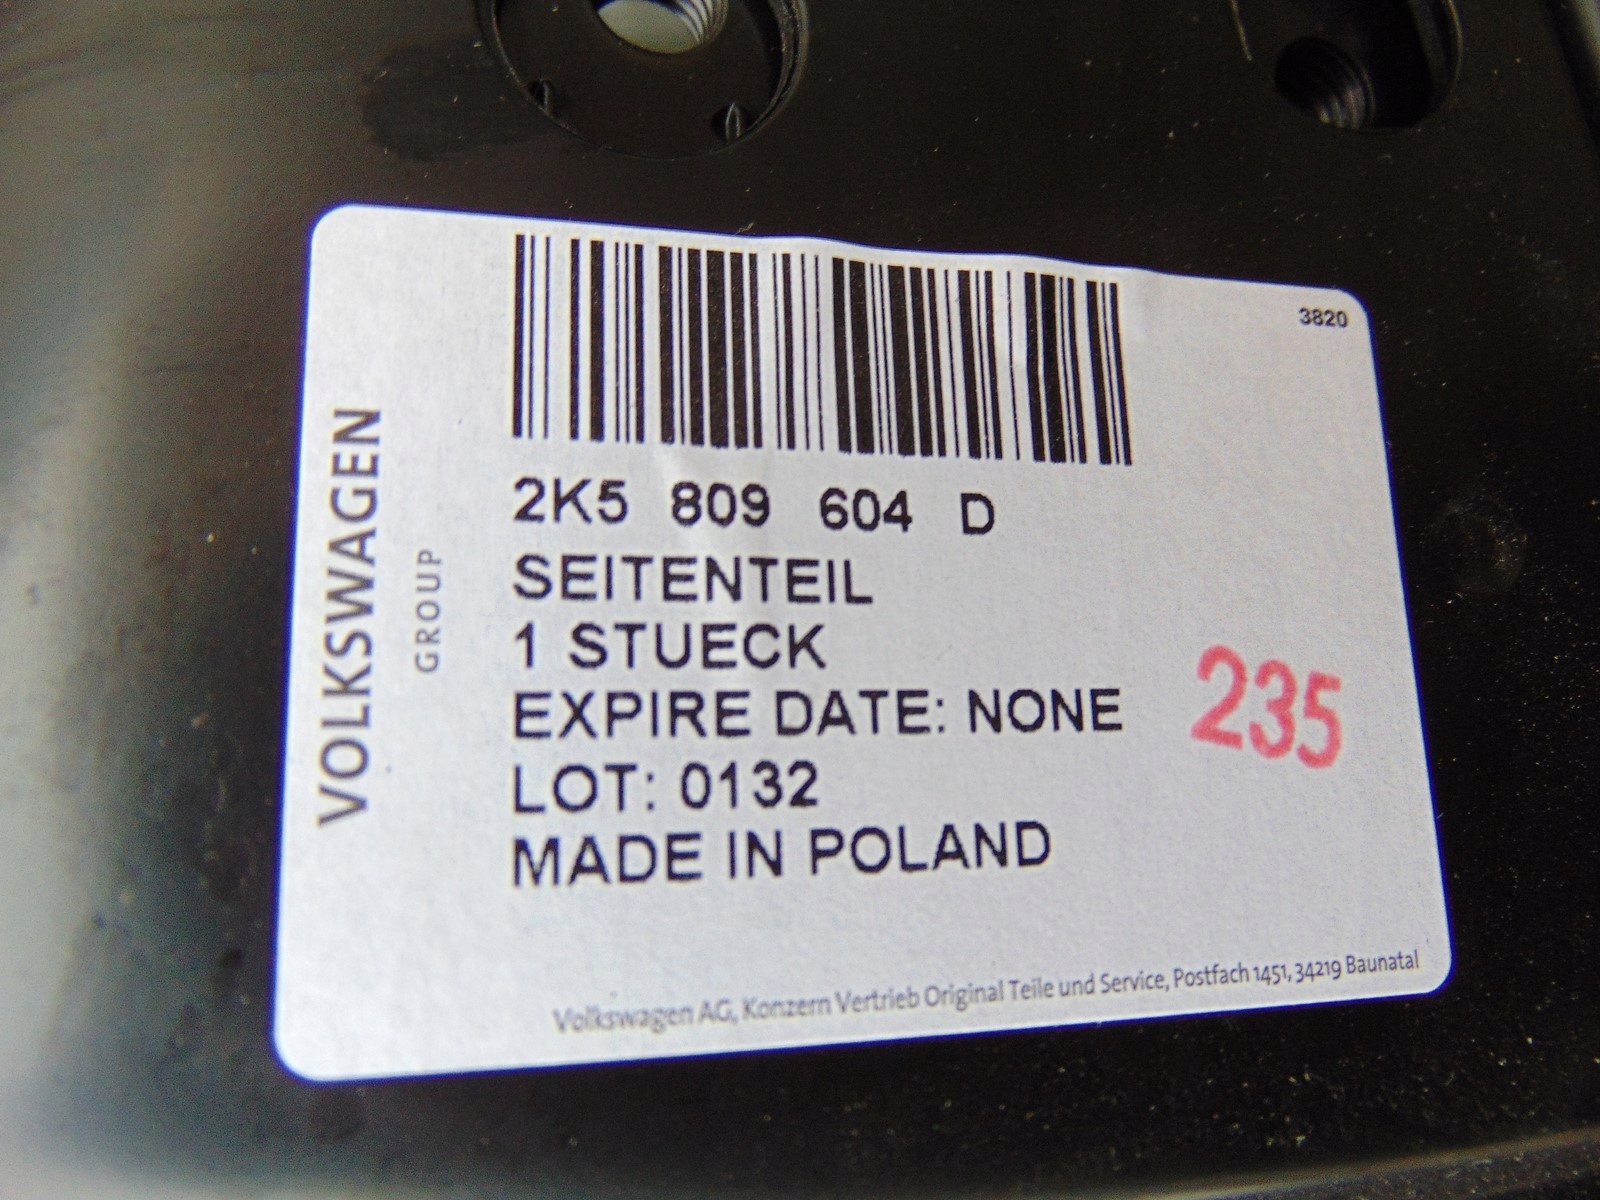 3820
VOLKSWAGEN
GROUP
2K5 809 604 D
SEITENTEIL
1 STUECK
EXPIRE DATE: NONE
235
LOT: 0132
MADE IN POLAND
Volkswagen AG, Konzern Vertrieb Original Teile und Service, Postfach 1451, 34219 Baunatal